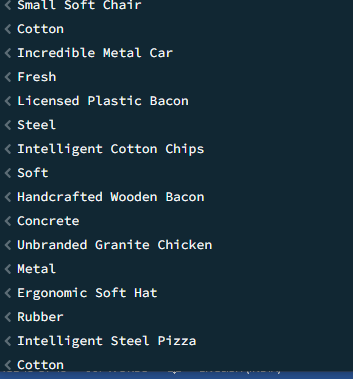 Small Soft Chair
Cotton
Incredible Metal Car
Fresh
Licensed Plastic Bacon
Steel
Intelligent Cotton Chips
Soft
Handcrafted Wooden Bacon
Concrete
Unbranded Granite Chicken
Metal
Ergonomic Soft Hat
Rubber
Intelligent Steel Pizza
Cotton